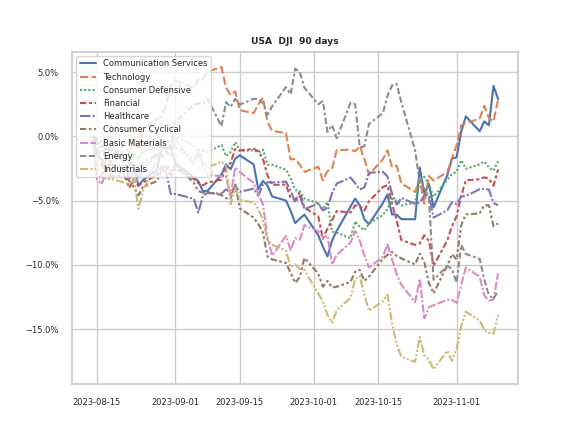 USA DJI 90 days
5.0%
0.0%
−5.0%
−10.0%
−15.0%
Communication Services
Technology
Consumer Defensive
Financial
Healthcare
Consumer Cyclical
Basic Materials
Energy
Industrials
2023-08-15
2023-09-01
2023-09-15
2023-10-01
2023-10-15
2023-11-01